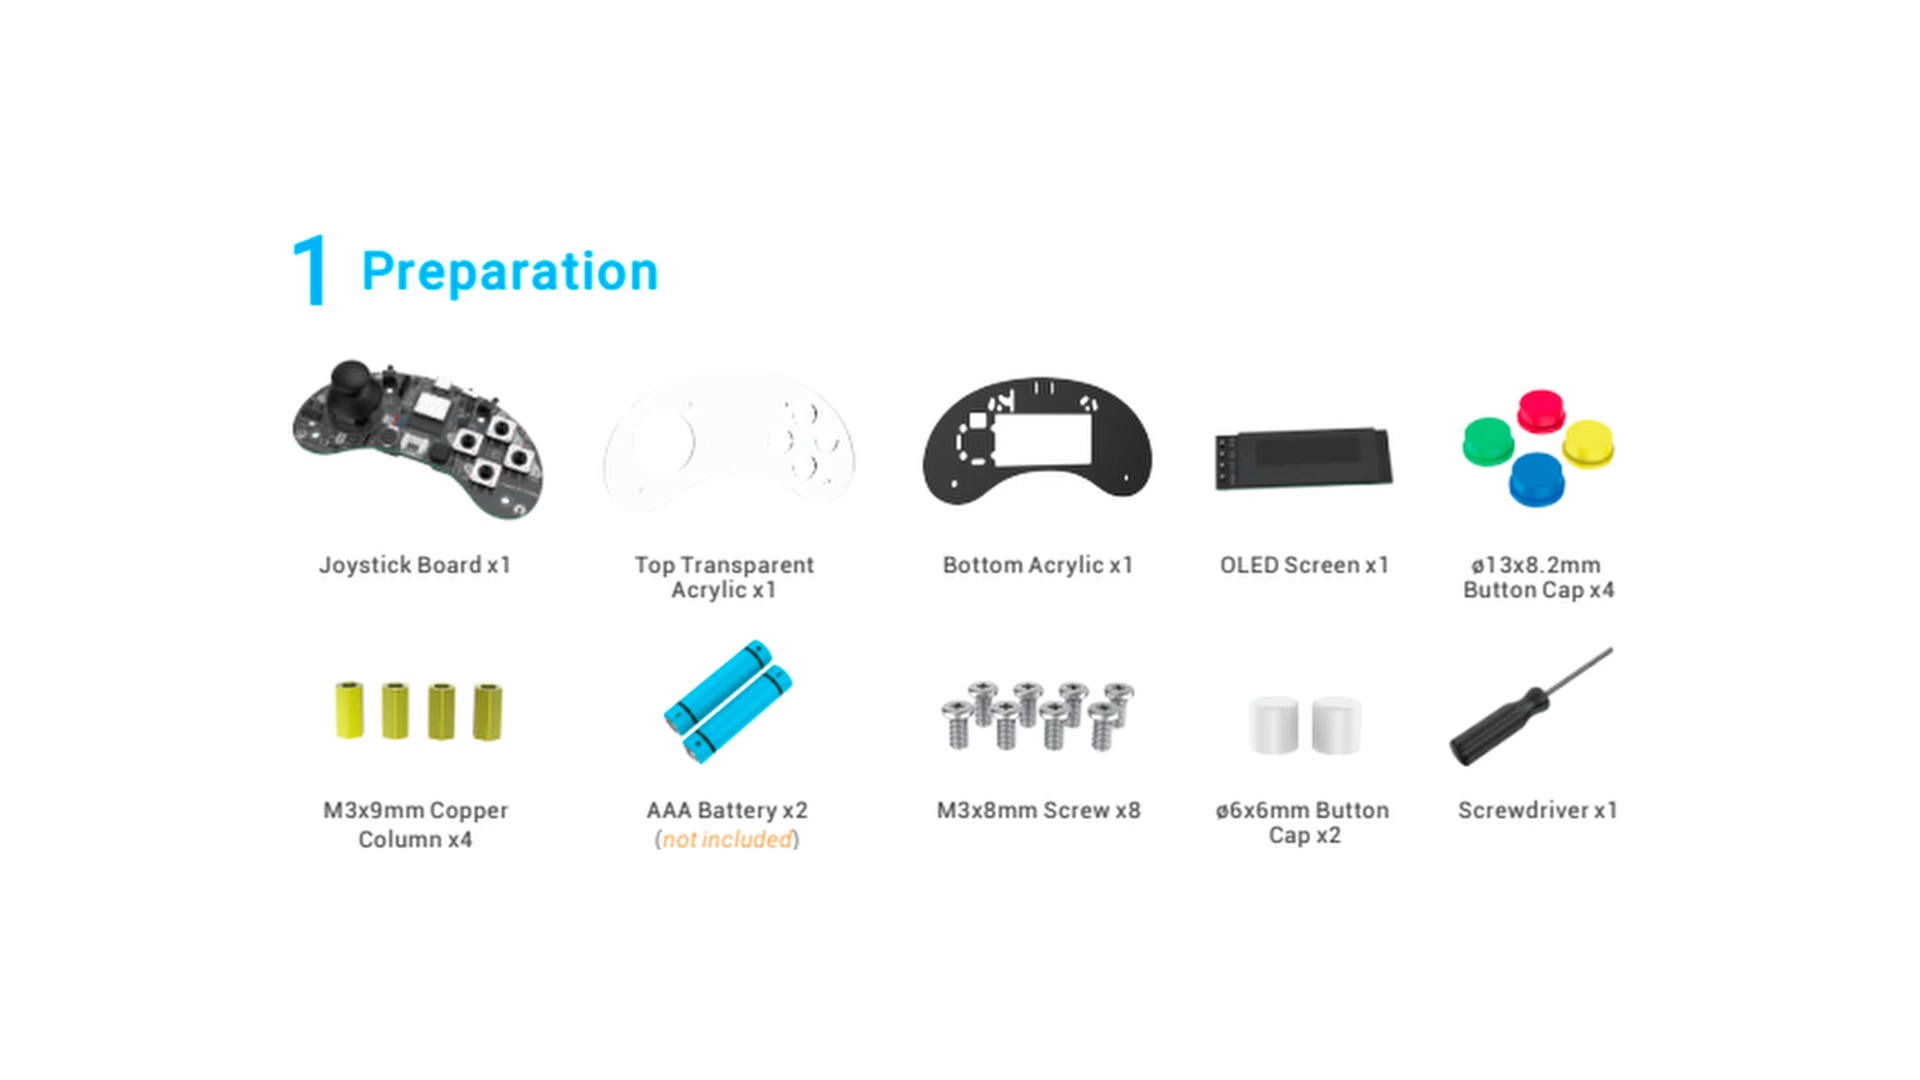 1 Preparation
Joystick Board x1
Top Transparent
Acrylic x1
Bottom Acrylic x1
OLED Screen x1
ø13x8.2mm
Button Cap x4
M3x9mm Copper
Column x4
AAA Battery x2
(not included)
M3x8mm Screw x8
ø6x6mm Button
Cap x2
Screwdriver x1